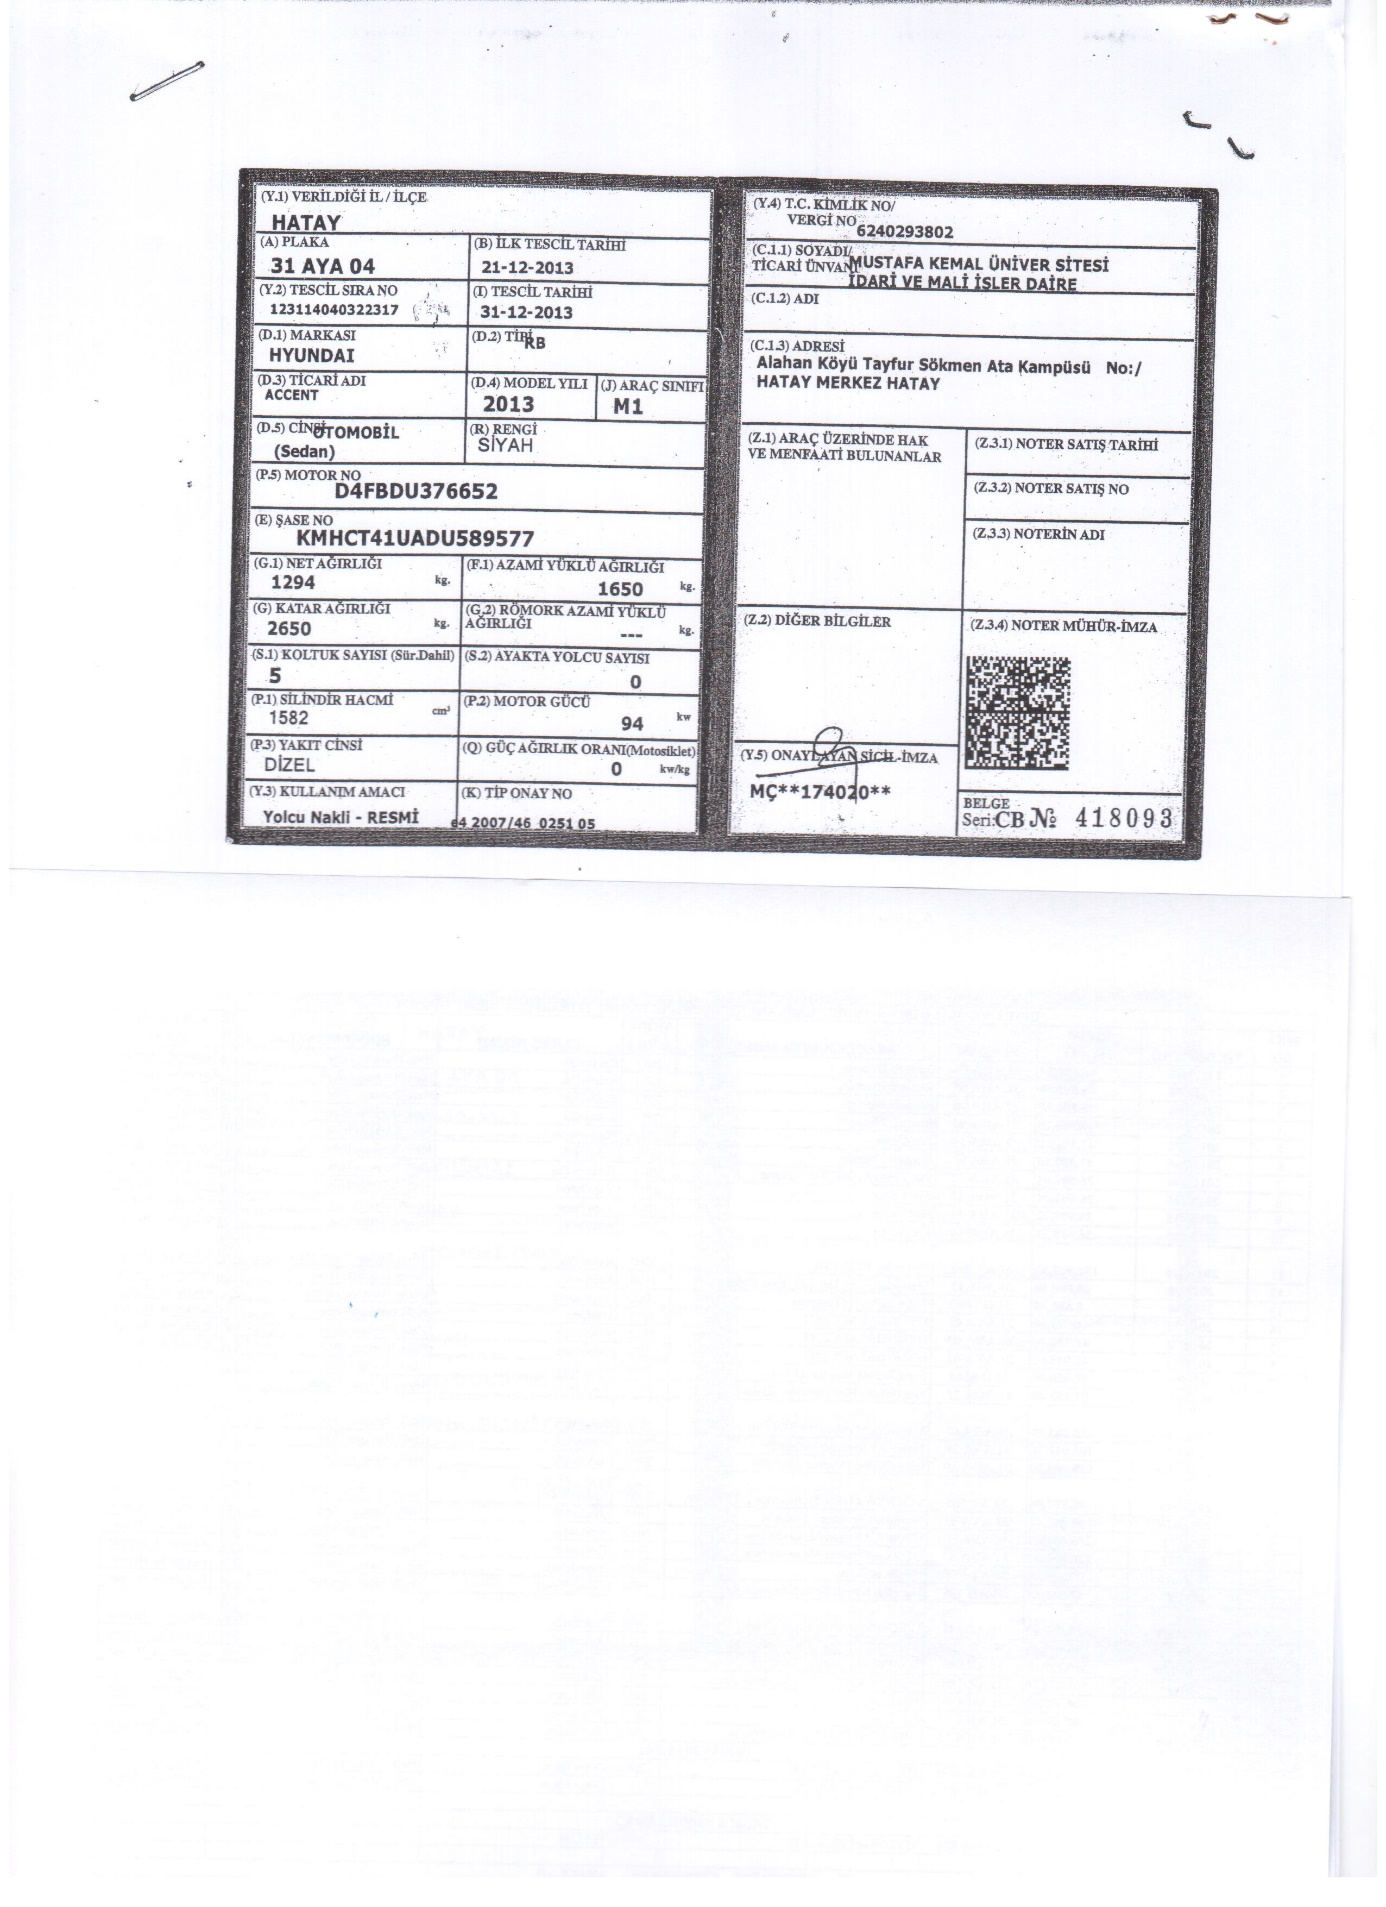 (Y.1) VERİLDİĞİ İL / İLÇE
HATAY
(A) PLAKA
31 AYA 04
(B) İLK TESCİL TARİHİ
21-12-2013
(Y.2) TESCİL SIRA NO
123114040322317
(I) TESCİL TARİHİ
31-12-2013
(D.1) MARKASI
HYUNDAI
(D.2) TİPİ
RB
(D.3) TİCARİ ADI
ACCENT
(D.4) MODEL YILI
2013
(J) ARAÇ SINIFI
M1
(D.5) CİNSİ
OTOMOBİL
(Sedan)
(R) RENGİ
SİYAH
(P.5) MOTOR NO
D4FBDU376652
(E) ŞASE NO
KMHCT41UADU589577
(G.1) NET AĞIRLIĞI
1294 kg.
(F.1) AZAMİ YÜKLÜ AĞIRLIĞI
1650 kg.
(G) KATAR AĞIRLIĞI
2650 kg.
(G.2) RÖMORK AZAMİ YÜKLÜ
AĞIRLIĞI
--- kg.
(S.1) KOLTUK SAYISI (Sür.Dahil)
5
(S.2) AYAKTA YOLCU SAYISI
0
(P.1) SİLİNDİR HACMİ
1582 cm³
(P.2) MOTOR GÜCÜ
94 kw
(P.3) YAKIT CİNSİ
DİZEL
(Q) GÜÇ AĞIRLIK ORANI(Motosiklet)
0 kw/kg
(Y.3) KULLANIM AMACI
Yolcu Nakli - RESMİ
(K) TİP ONAY NO
e4 2007/46 0251 05
(Y.4) T.C. KİMLİK NO/
VERGİ NO
6240293802
(C.1.1) SOYADI/
TİCARİ ÜNVANI
MUSTAFA KEMAL ÜNİVER SİTESİ
İDARİ VE MALİ İŞLER DAİRE
(C.1.2) ADI
(C.1.3) ADRESİ
Alahan Köyü Tayfur Sökmen Ata Kampüsü No:/
HATAY MERKEZ HATAY
(Z.1) ARAÇ ÜZERİNDE HAK
VE MENFAATİ BULUNANLAR
(Z.3.1) NOTER SATIŞ TARİHİ
(Z.3.2) NOTER SATIŞ NO
(Z.3.3) NOTERİN ADI
(Z.2) DİĞER BİLGİLER
(Z.3.4) NOTER MÜHÜR-İMZA
(Y.5) ONAYLAYAN SİCİL-İMZA
MÇ**174020**
BELGE
Seri:CB № 418093